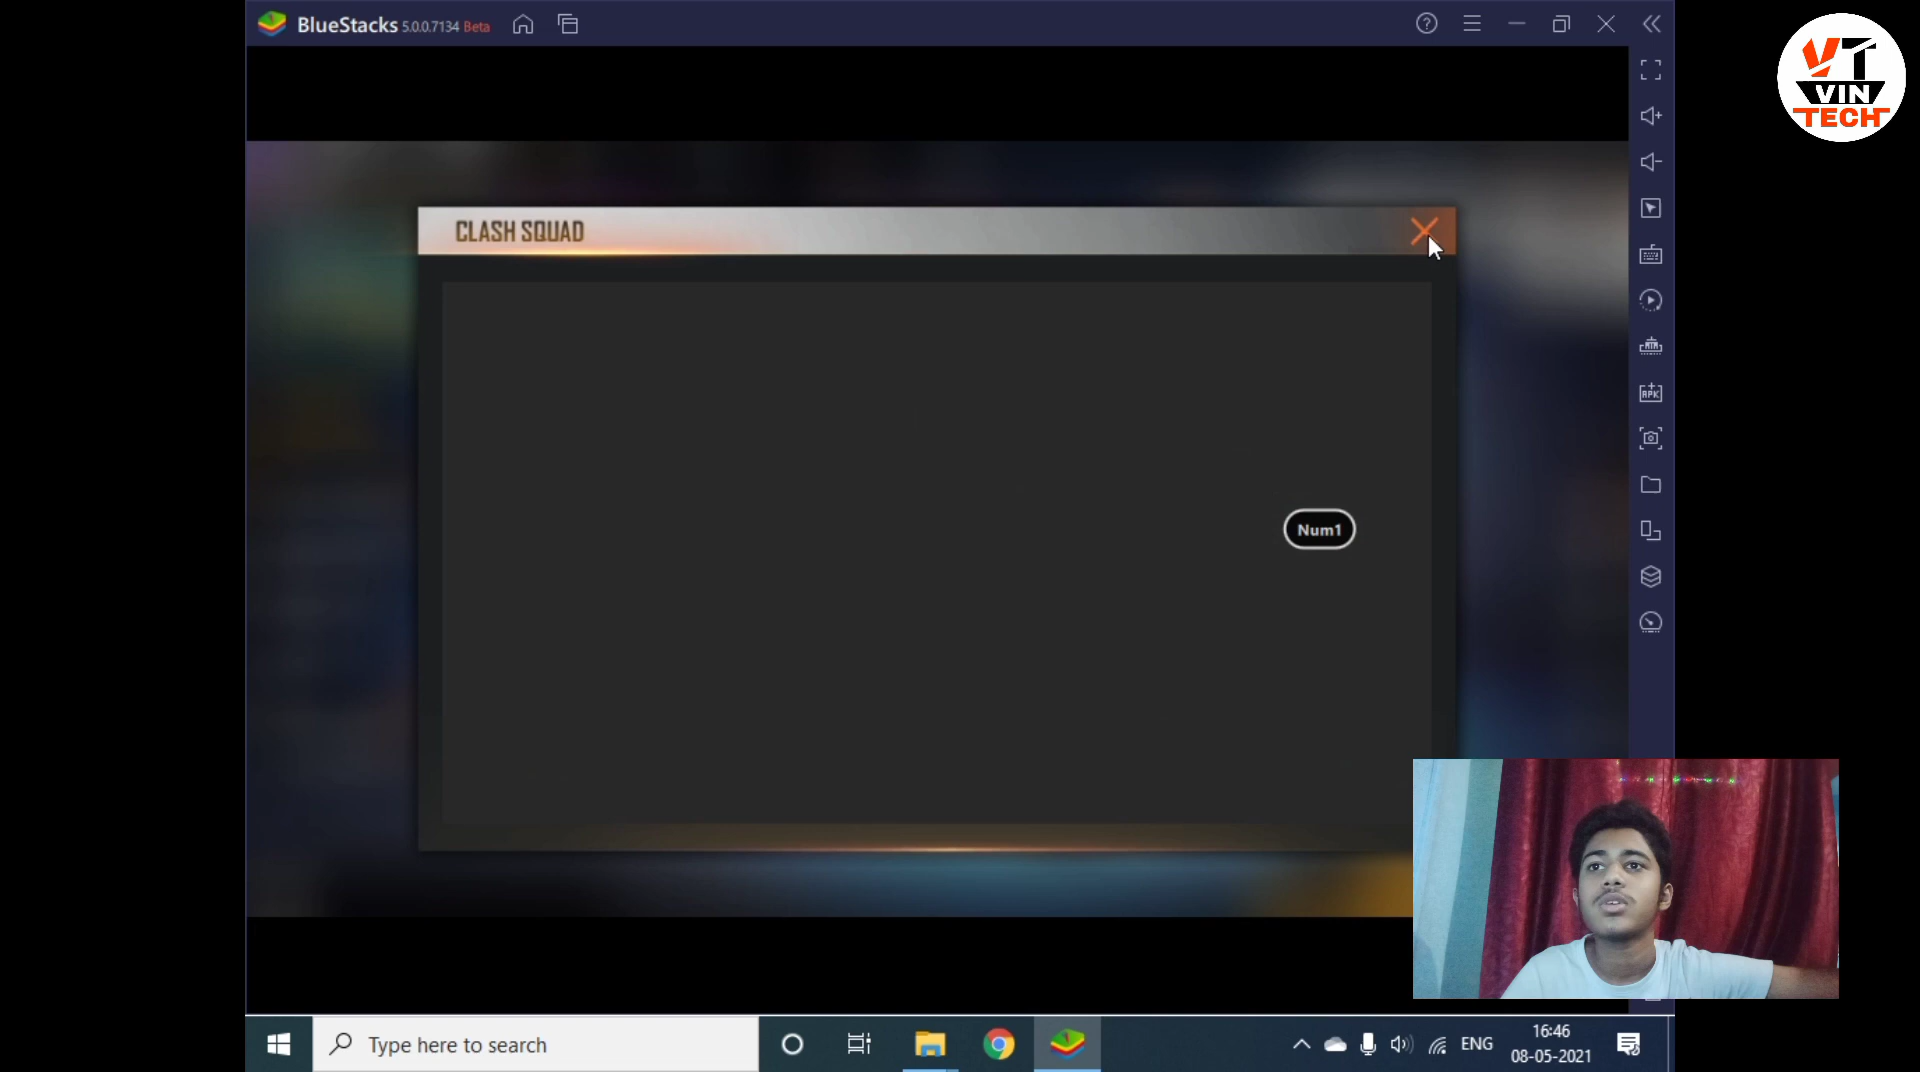 BlueStacks 5.0.0.7134 Beta
VT
VIN
TECH
CLASH SQUAD
APK
Num1
Type here to search
ENG
16:46
08-05-2021